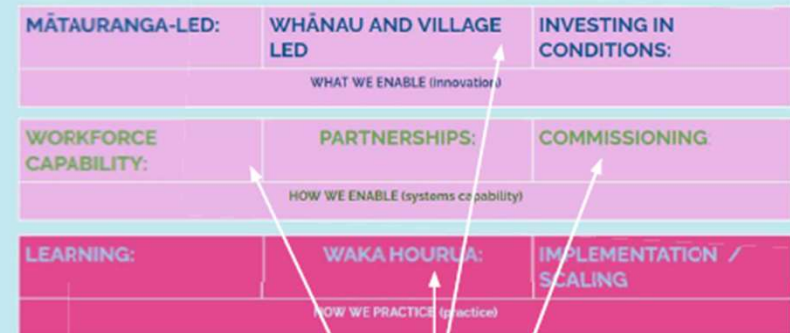 MĀTAURANGA-LED:
WHĀNAU AND VILLAGE
LED
INVESTING IN
CONDITIONS:
WHAT WE ENABLE (innovation)
WORKFORCE
CAPABILITY:
PARTNERSHIPS:
COMMISSIONING:
HOW WE ENABLE (systems capability)
LEARNING:
WAKA HOURUA:
IMPLEMENTATION /
SCALING
HOW WE PRACTICE (practice)